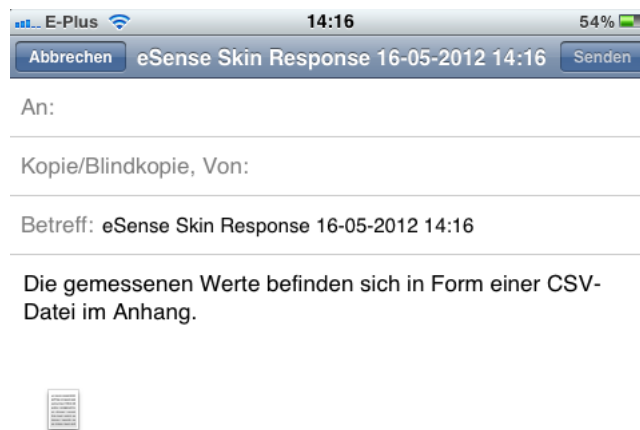 E-Plus 14:16 54%
Abbrechen eSense Skin Response 16-05-2012 14:16 Senden
An:
Kopie/Blindkopie, Von:
Betreff: eSense Skin Response 16-05-2012 14:16
Die gemessenen Werte befinden sich in Form einer CSV-
Datei im Anhang.